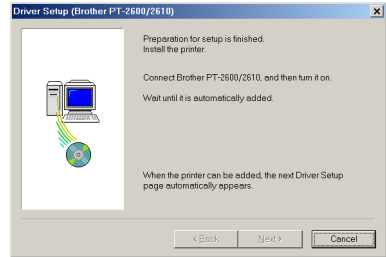 Driver Setup (Brother PT-2600/2610)
Preparation for setup is finished.
Install the printer.
Connect Brother PT-2600/2610, and then turn it on.
Wait until it is automatically added.
When the printer can be added, the next Driver Setup
page automatically appears.
< Back
Next >
Cancel